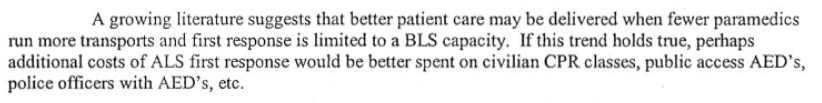 A growing literature suggests that better patient care may be delivered when fewer paramedics
run more transports and first response is limited to a BLS capacity.  If this trend holds true, perhaps
additional costs of ALS first response would be better spent on civilian CPR classes, public access AED's,
police officers with AED's, etc.